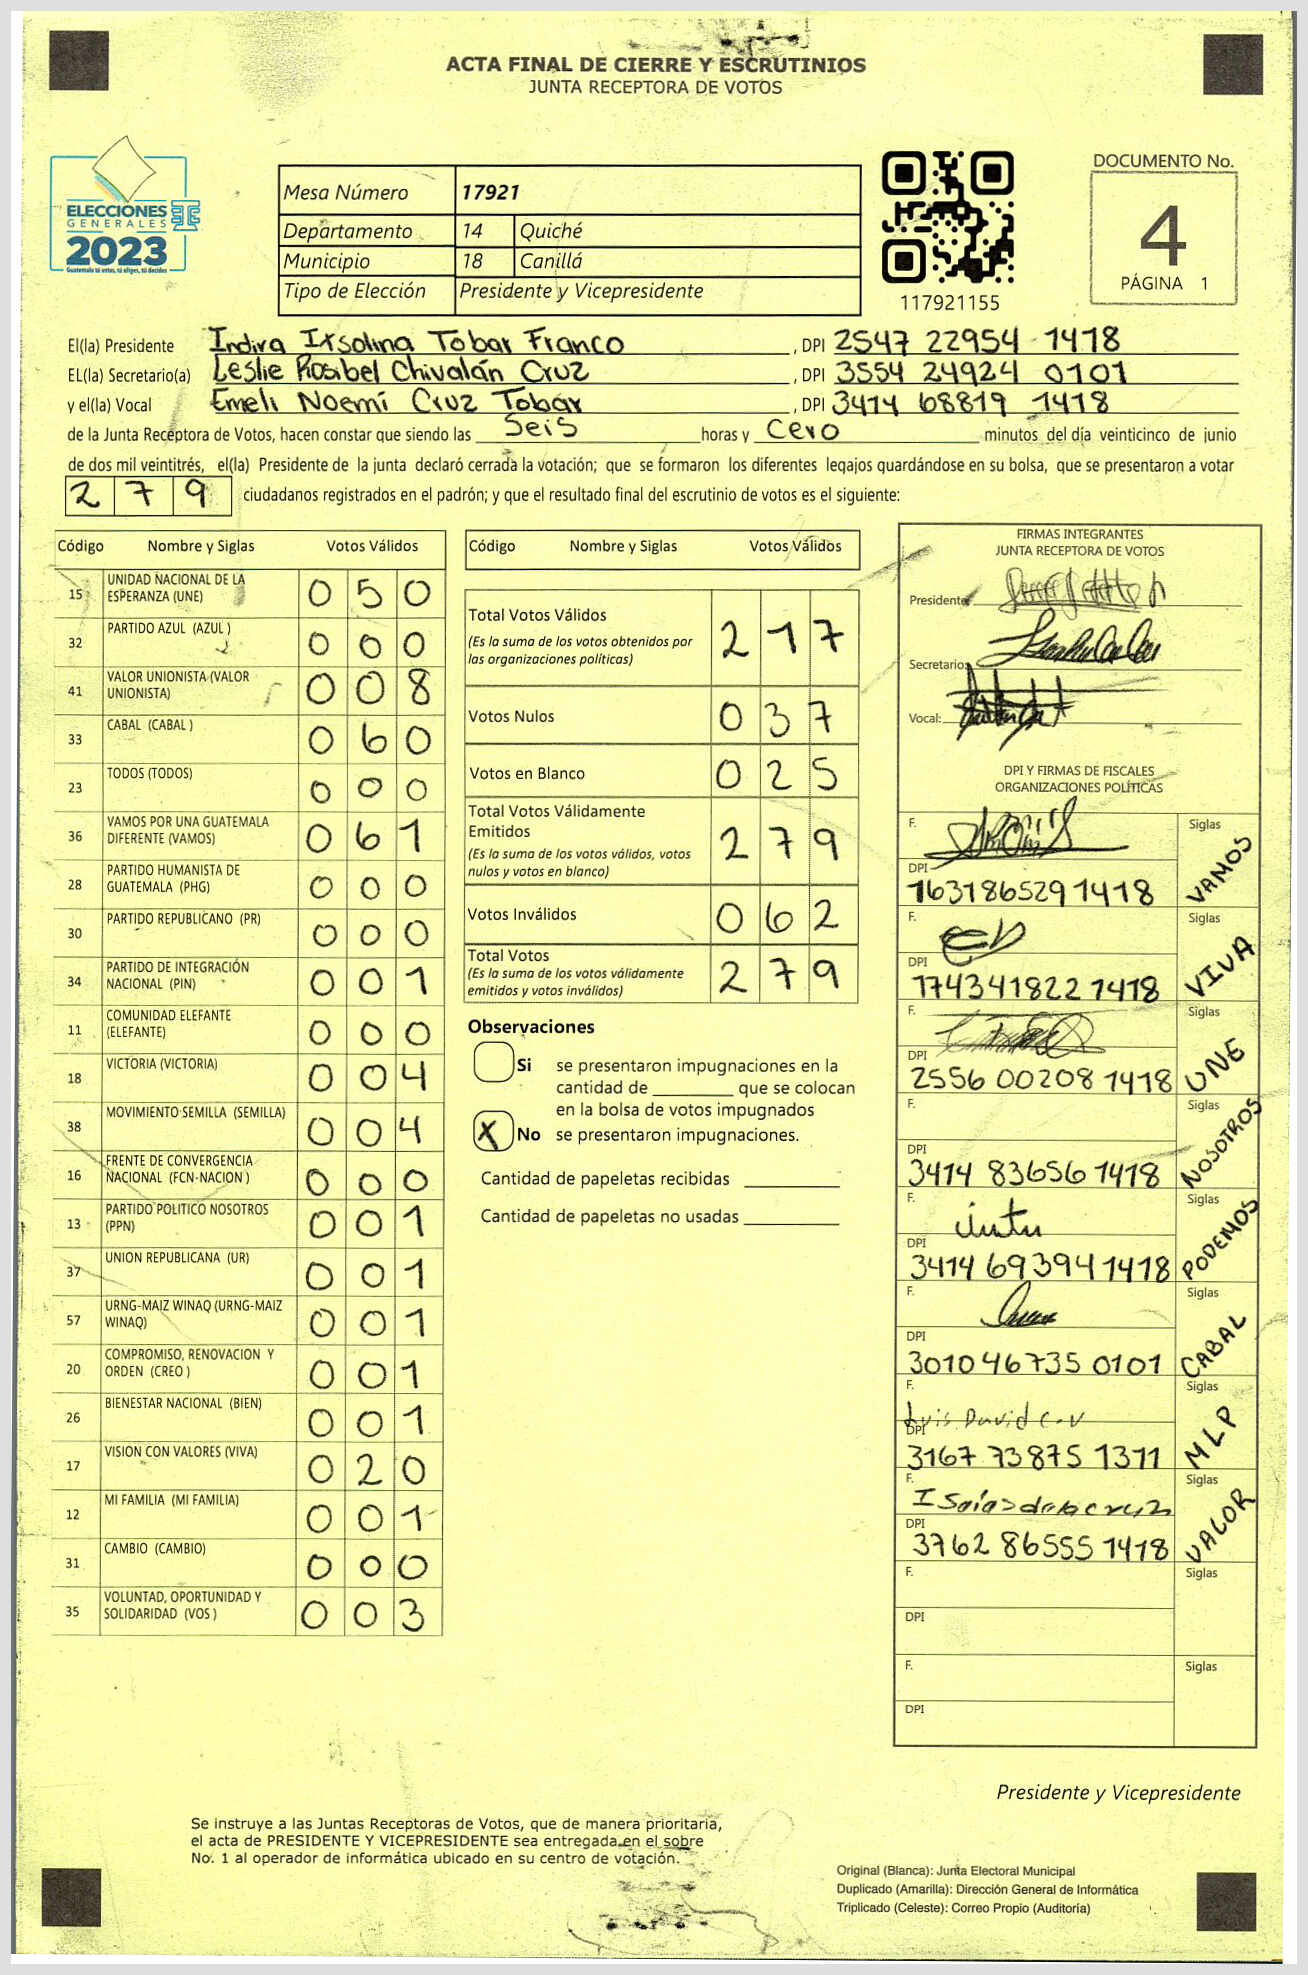 ACTA FINAL DE CIERRE Y ESCRUTINIOS
JUNTA RECEPTORA DE VOTOS
ELECCIONES
GENERALES
2023
Guatemala tú votas, tú eliges, tú decides
Mesa Número 17921
Departamento 14 Quiché
Municipio 18 Canillá
Tipo de Elección Presidente y Vicepresidente
117921155
DOCUMENTO No.
4
PÁGINA 1
El(la) Presidente Indira Ixsolina Tobar Franco , DPI 2547 22954 1418
EL(la) Secretario(a) Leslie Rosibel Chivalán Cruz , DPI 3554 24924 0101
y el(la) Vocal Emeli Noemí Cruz Tobar , DPI 3414 68819 1418
de la Junta Receptora de Votos, hacen constar que siendo las Seis horas y Cero minutos del día veinticinco de junio
de dos mil veintitrés, el(la) Presidente de la junta declaró cerrada la votación; que se formaron los diferentes legajos guardándose en su bolsa, que se presentaron a votar
2 7 9 ciudadanos registrados en el padrón; y que el resultado final del escrutinio de votos es el siguiente:
Código Nombre y Siglas Votos Válidos
15 UNIDAD NACIONAL DE LA ESPERANZA (UNE) 0 5 0
32 PARTIDO AZUL (AZUL ) 0 0 0
41 VALOR UNIONISTA (VALOR UNIONISTA) 0 0 8
33 CABAL (CABAL ) 0 6 0
23 TODOS (TODOS) 0 0 0
36 VAMOS POR UNA GUATEMALA DIFERENTE (VAMOS) 0 6 1
28 PARTIDO HUMANISTA DE GUATEMALA (PHG) 0 0 0
30 PARTIDO REPUBLICANO (PR) 0 0 0
34 PARTIDO DE INTEGRACIÓN NACIONAL (PIN) 0 0 1
11 COMUNIDAD ELEFANTE (ELEFANTE) 0 0 0
18 VICTORIA (VICTORIA) 0 0 4
38 MOVIMIENTO SEMILLA (SEMILLA) 0 0 4
16 FRENTE DE CONVERGENCIA NACIONAL (FCN-NACION ) 0 0 0
13 PARTIDO POLITICO NOSOTROS (PPN) 0 0 1
37 UNION REPUBLICANA (UR) 0 0 1
57 URNG-MAIZ WINAQ (URNG-MAIZ WINAQ) 0 0 1
20 COMPROMISO, RENOVACION Y ORDEN (CREO ) 0 0 1
26 BIENESTAR NACIONAL (BIEN) 0 0 1
17 VISION CON VALORES (VIVA) 0 2 0
12 MI FAMILIA (MI FAMILIA) 0 0 1
31 CAMBIO (CAMBIO) 0 0 0
35 VOLUNTAD, OPORTUNIDAD Y SOLIDARIDAD (VOS ) 0 0 3
Código Nombre y Siglas Votos Válidos
Total Votos Válidos 2 1 7
(Es la suma de los votos obtenidos por
las organizaciones políticas)
Votos Nulos 0 3 7
Votos en Blanco 0 2 5
Total Votos Válidamente
Emitidos 2 7 9
(Es la suma de los votos válidos, votos
nulos y votos en blanco)
Votos Inválidos 0 6 2
Total Votos 2 7 9
(Es la suma de los votos válidamente
emitidos y votos inválidos)
Observaciones
Si se presentaron impugnaciones en la
cantidad de ________ que se colocan
en la bolsa de votos impugnados
X No se presentaron impugnaciones.
Cantidad de papeletas recibidas
Cantidad de papeletas no usadas
FIRMAS INTEGRANTES
JUNTA RECEPTORA DE VOTOS
Presidente:
Secretario:
Vocal:
DPI Y FIRMAS DE FISCALES
ORGANIZACIONES POLÍTICAS
F. Siglas
DPI 163186529 1418 VAMOS
F. Siglas
DPI 174341822 1418 VIVA
F. Siglas
DPI 2556 00208 1418 UNE
F. Siglas
DPI 3414 83656 1418 NOSOTROS
F. Siglas
DPI 3414 69394 1418 PODEMOS
F. Siglas
DPI 301046735 0101 CABAL
F. Luis David C.V Siglas
DPI 3167 73875 1311 MLP
F. Isaias de la cruz Siglas
DPI 3762 86555 1418 VALOR
F. Siglas
DPI
F. Siglas
DPI
Presidente y Vicepresidente
Se instruye a las Juntas Receptoras de Votos, que de manera prioritaria,
el acta de PRESIDENTE Y VICEPRESIDENTE sea entregada en el sobre
No. 1 al operador de informática ubicado en su centro de votación.
Original (Blanca): Junta Electoral Municipal
Duplicado (Amarilla): Dirección General de Informática
Triplicado (Celeste): Correo Propio (Auditoría)